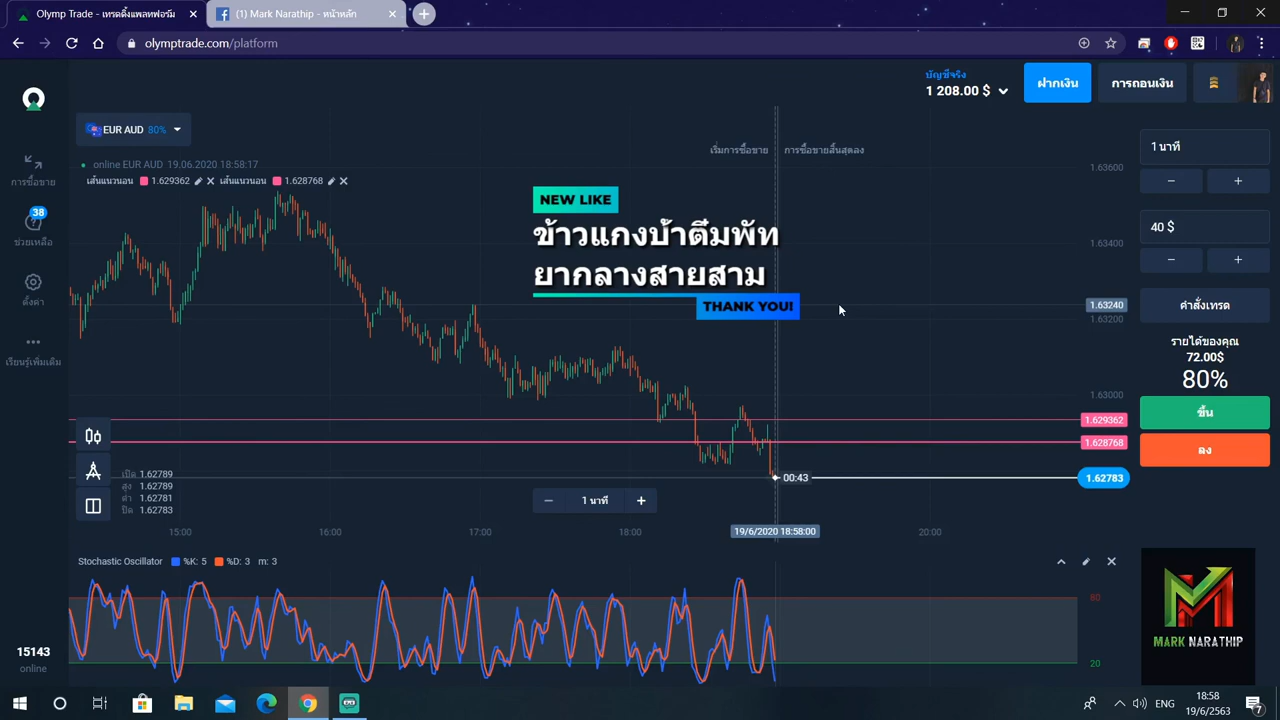 Olymp Trade - เทรดดิ้งแพลทฟอร์ม
(1) Mark Narathip - หน้าหลัก
olymptrade.com/platform
บัญชีจริง
1 208.00 $
ฝากเงิน
การถอนเงิน
EUR AUD 80%
online EUR AUD 19.06.2020 18:58:17
เส้นแนวนอน 1.629362 เส้นแนวนอน 1.628768
เริ่มการซื้อขาย
การซื้อขายสิ้นสุดลง
การซื้อขาย
38
ช่วยเหลือ
ตั้งค่า
เรียนรู้เพิ่มเติม
NEW LIKE
ข้าวแกงบ้าติ๋มพัท
ยากลางสายสาม
THANK YOU!
1.63600
1.63400
1.63240
1.63200
1.63000
1.629362
1.628768
1.62783
00:43
1 นาที
− +
40 $
− +
คำสั่งเทรด
รายได้ของคุณ
72.00$
80%
ขึ้น
ลง
เปิด 1.62789
สูง 1.62789
ต่ำ 1.62781
ปิด 1.62783
− 1 นาที +
15:00 16:00 17:00 18:00 19/6/2020 18:58:00 20:00
Stochastic Oscillator %K: 5 %D: 3 m: 3
80
20
15143
online
MARK NARATHIP
ENG
18:58
19/6/2563
7